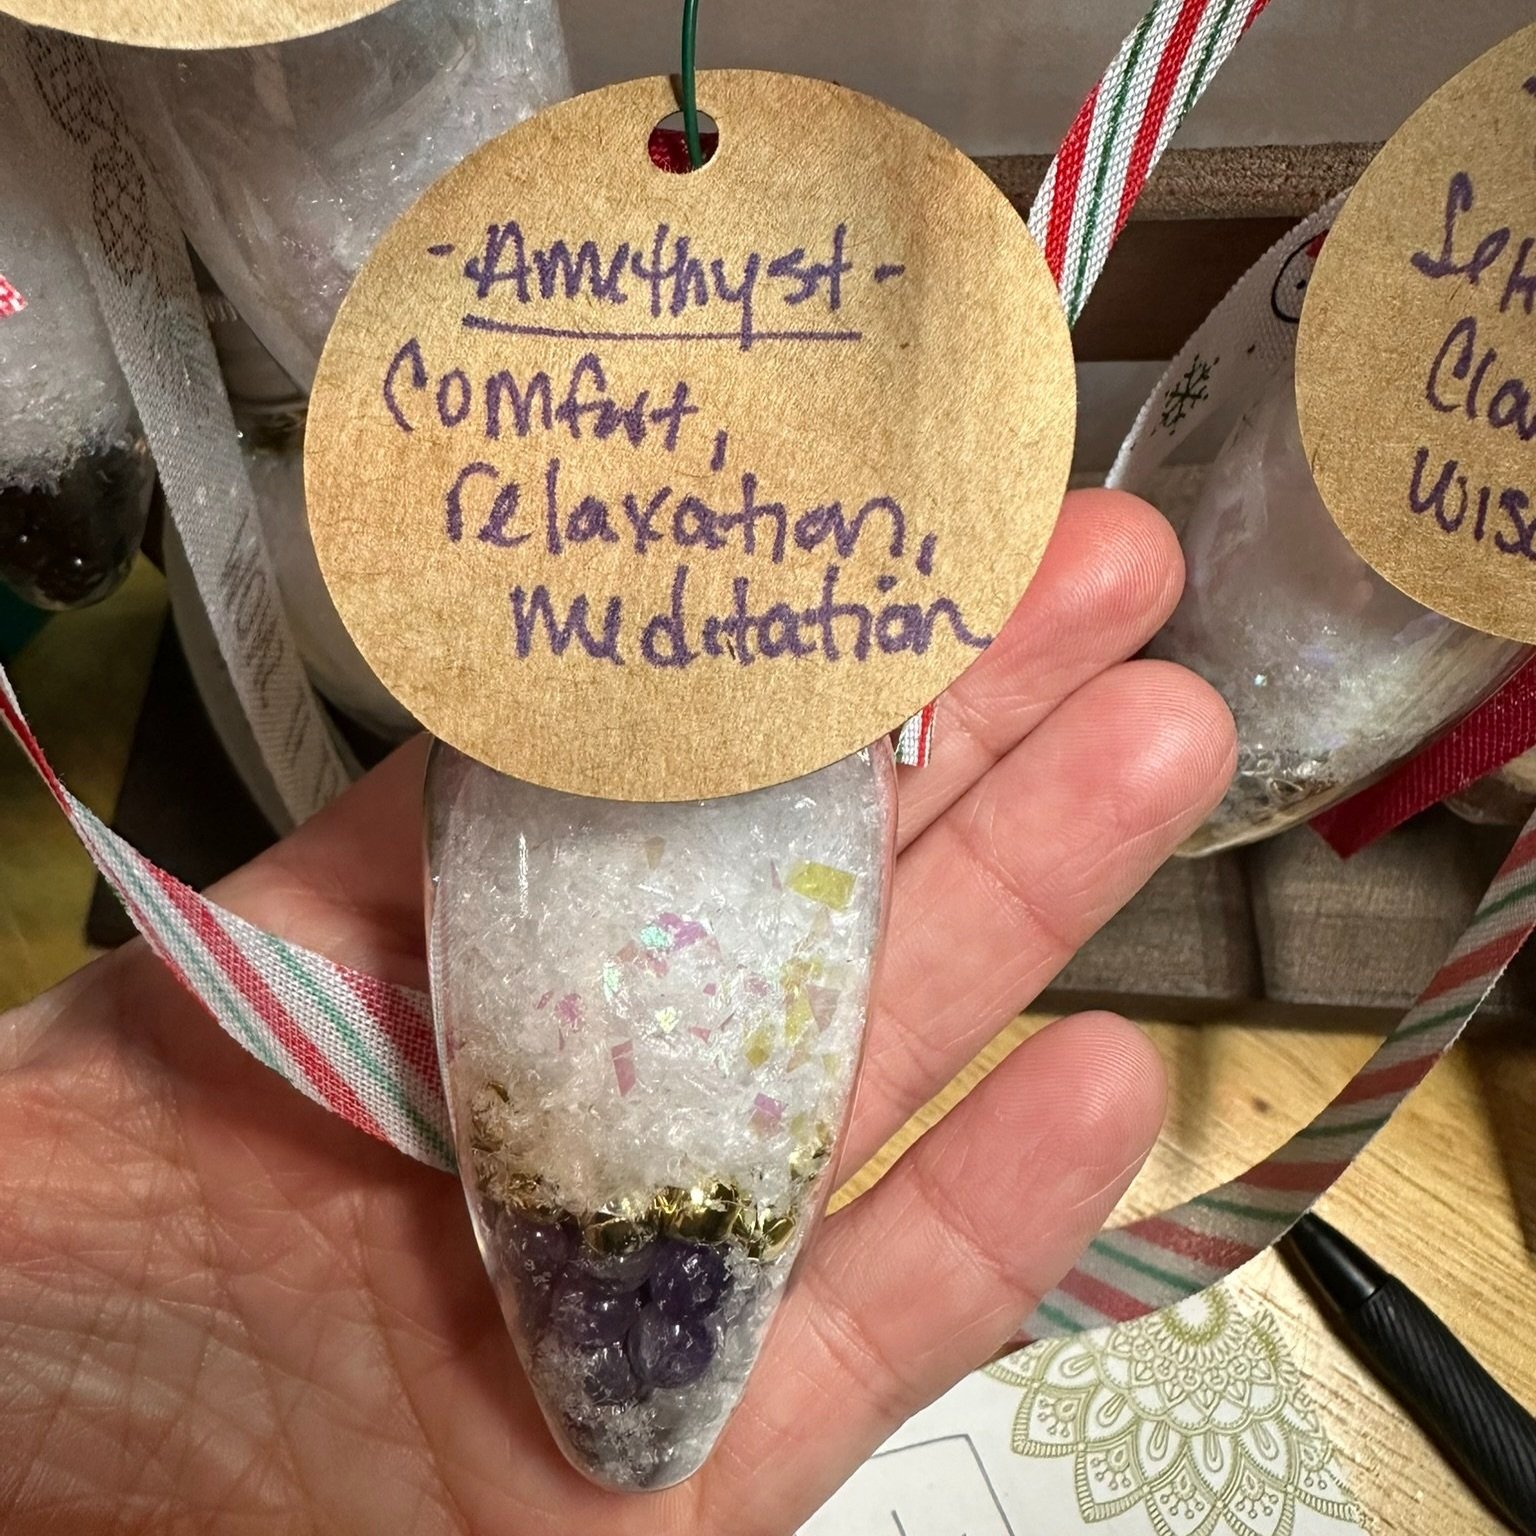 -Amethyst-
Comfort,
relaxation,
meditation